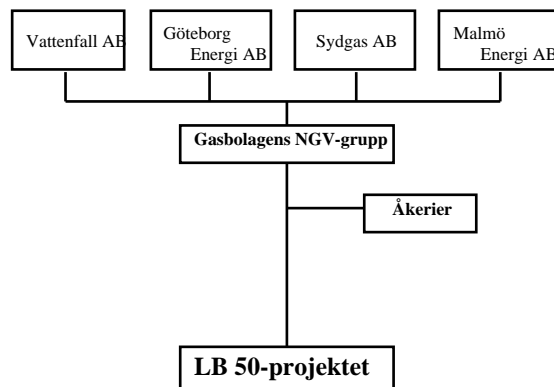 Vattenfall AB
Göteborg
Energi AB
Sydgas AB
Malmö
Energi AB
Gasbolagens NGV-grupp
Åkerier
LB 50-projektet